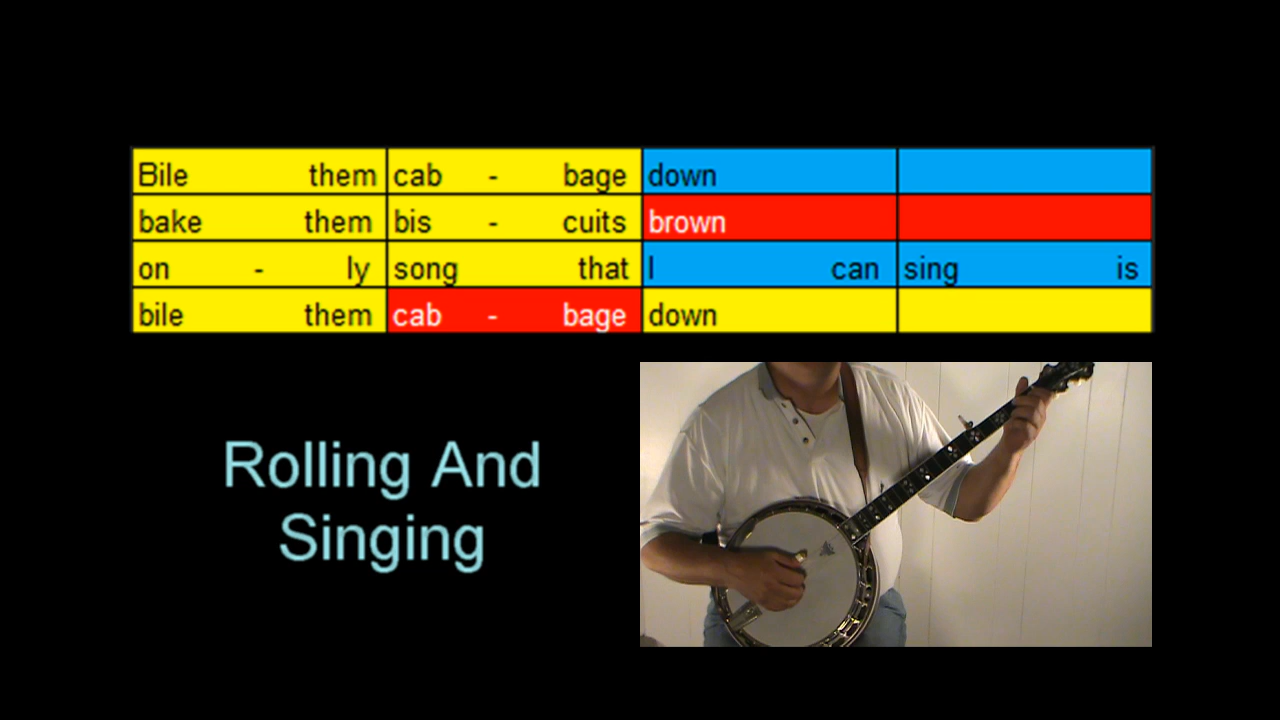 Bile them cab - bage down
bake them bis - cuits brown
on - ly song that I can sing is
bile them cab - bage down
Rolling And
Singing